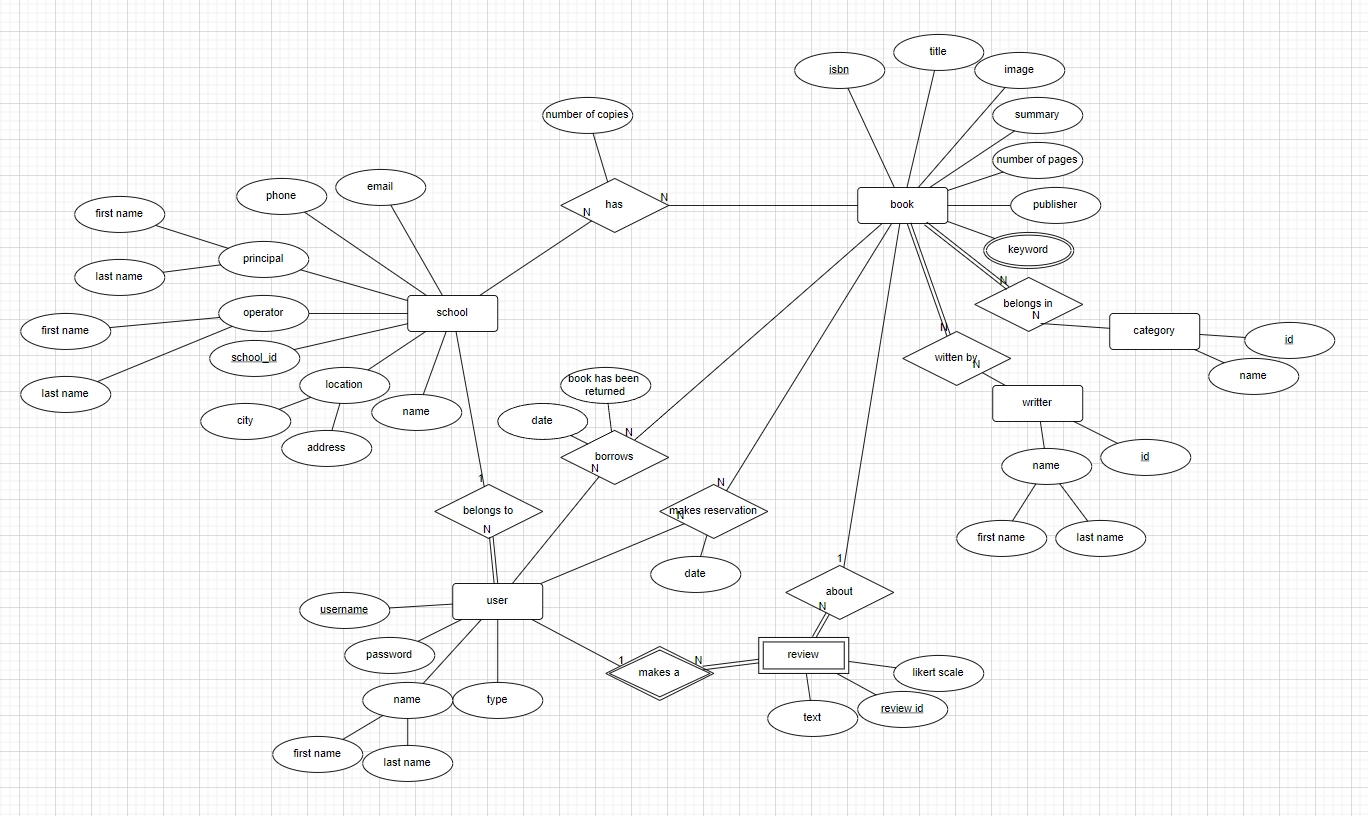 title
isbn
image
number of copies
summary
number of pages
email
phone
N
publisher
has
book
first name
N
keyword
principal
last name
N
belongs in
operator
school
N
category
id
first name
N
school_id
witten by
N
name
location
book has been
returned
last name
writter
name
date
city
N
address
borrows
name
id
N
1
N
belongs to
makes reservation
N
N
first name
last name
1
date
about
user
N
username
password
review
1
N
makes a
likert scale
name
type
review id
text
first name
last name